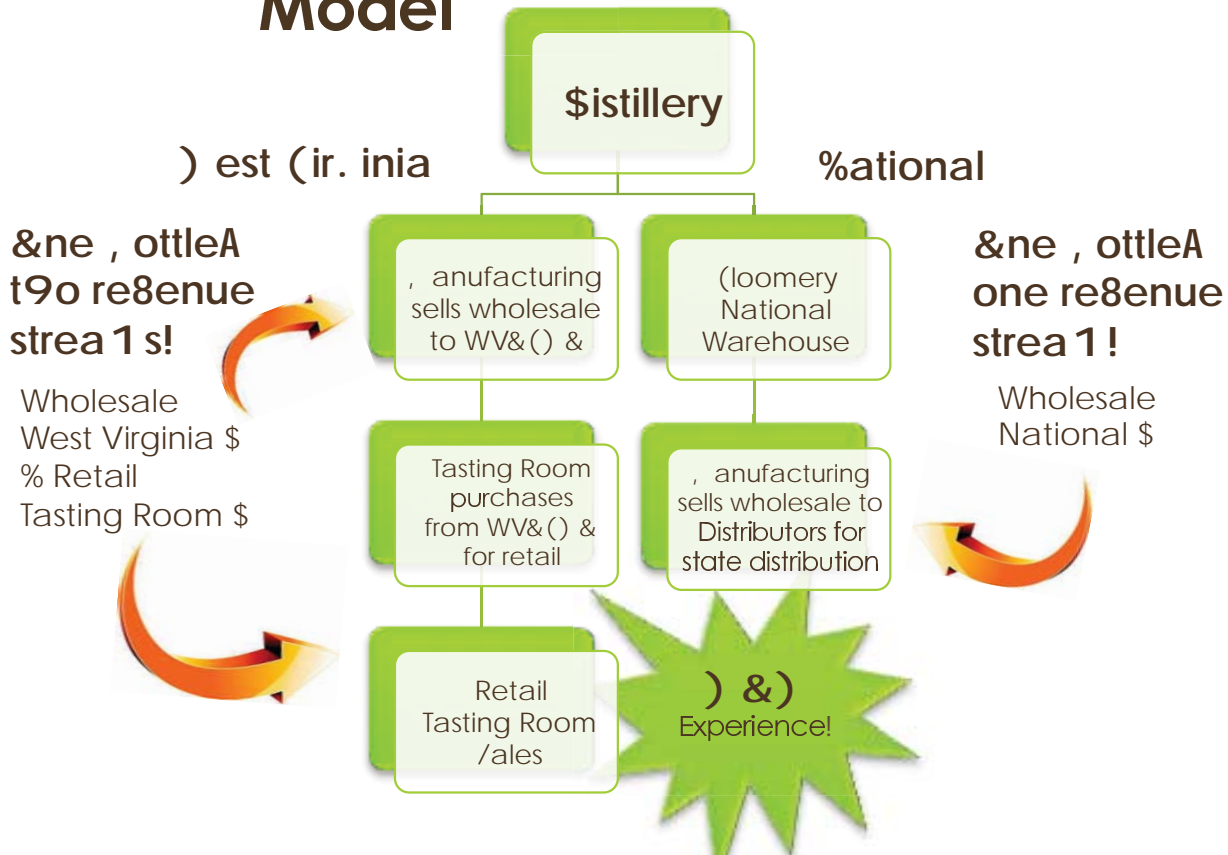 Model
$istillery
) est (ir. inia
%ational
&ne , ottleA
t9o re8enue
strea1s!
Wholesale
West Virginia $
% Retail
Tasting Room $
, anufacturing
sells wholesale
to WV&() &
(loomery
National
Warehouse
&ne , ottleA
one re8enue
strea1!
Wholesale
National $
Tasting Room
purchases
from WV&() &
for retail
, anufacturing
sells wholesale to
Distributors for
state distribution
Retail
Tasting Room
/ales
) &)
Experience!